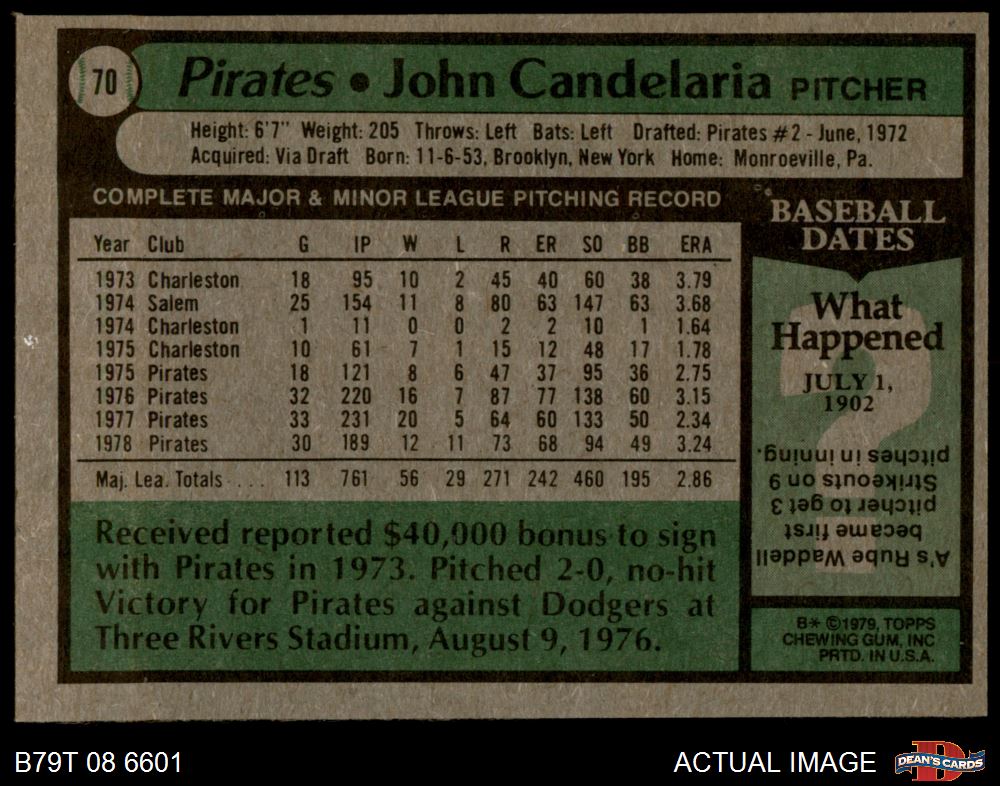 70
Pirates • John Candelaria PITCHER
Height: 6'7" Weight: 205 Throws: Left Bats: Left Drafted: Pirates #2 - June, 1972
Acquired: Via Draft Born: 11-6-53, Brooklyn, New York Home: Monroeville, Pa.
COMPLETE MAJOR & MINOR LEAGUE PITCHING RECORD
Year Club G IP W L R ER SO BB ERA
1973 Charleston 18 95 10 2 45 40 60 38 3.79
1974 Salem 25 154 11 8 80 63 147 63 3.68
1974 Charleston 1 11 0 0 2 2 10 1 1.64
1975 Charleston 10 61 7 1 15 12 48 17 1.78
1975 Pirates 18 121 8 6 47 37 95 36 2.75
1976 Pirates 32 220 16 7 87 77 138 60 3.15
1977 Pirates 33 231 20 5 64 60 133 50 2.34
1978 Pirates 30 189 12 11 73 68 94 49 3.24
Maj. Lea. Totals . . . . 113 761 56 29 271 242 460 195 2.86
Received reported $40,000 bonus to sign
with Pirates in 1973. Pitched 2-0, no-hit
Victory for Pirates against Dodgers at
Three Rivers Stadium, August 9, 1976.
BASEBALL
DATES
What
Happened
JULY 1,
1902
?
A's Rube Waddell
became first
pitcher to get 3
Strikeouts on 9
pitches in inning.
B* ©1979, TOPPS
CHEWING GUM, INC
PRTD. IN U.S.A.
B79T 08 6601
ACTUAL IMAGE
D
DEAN'S CARDS